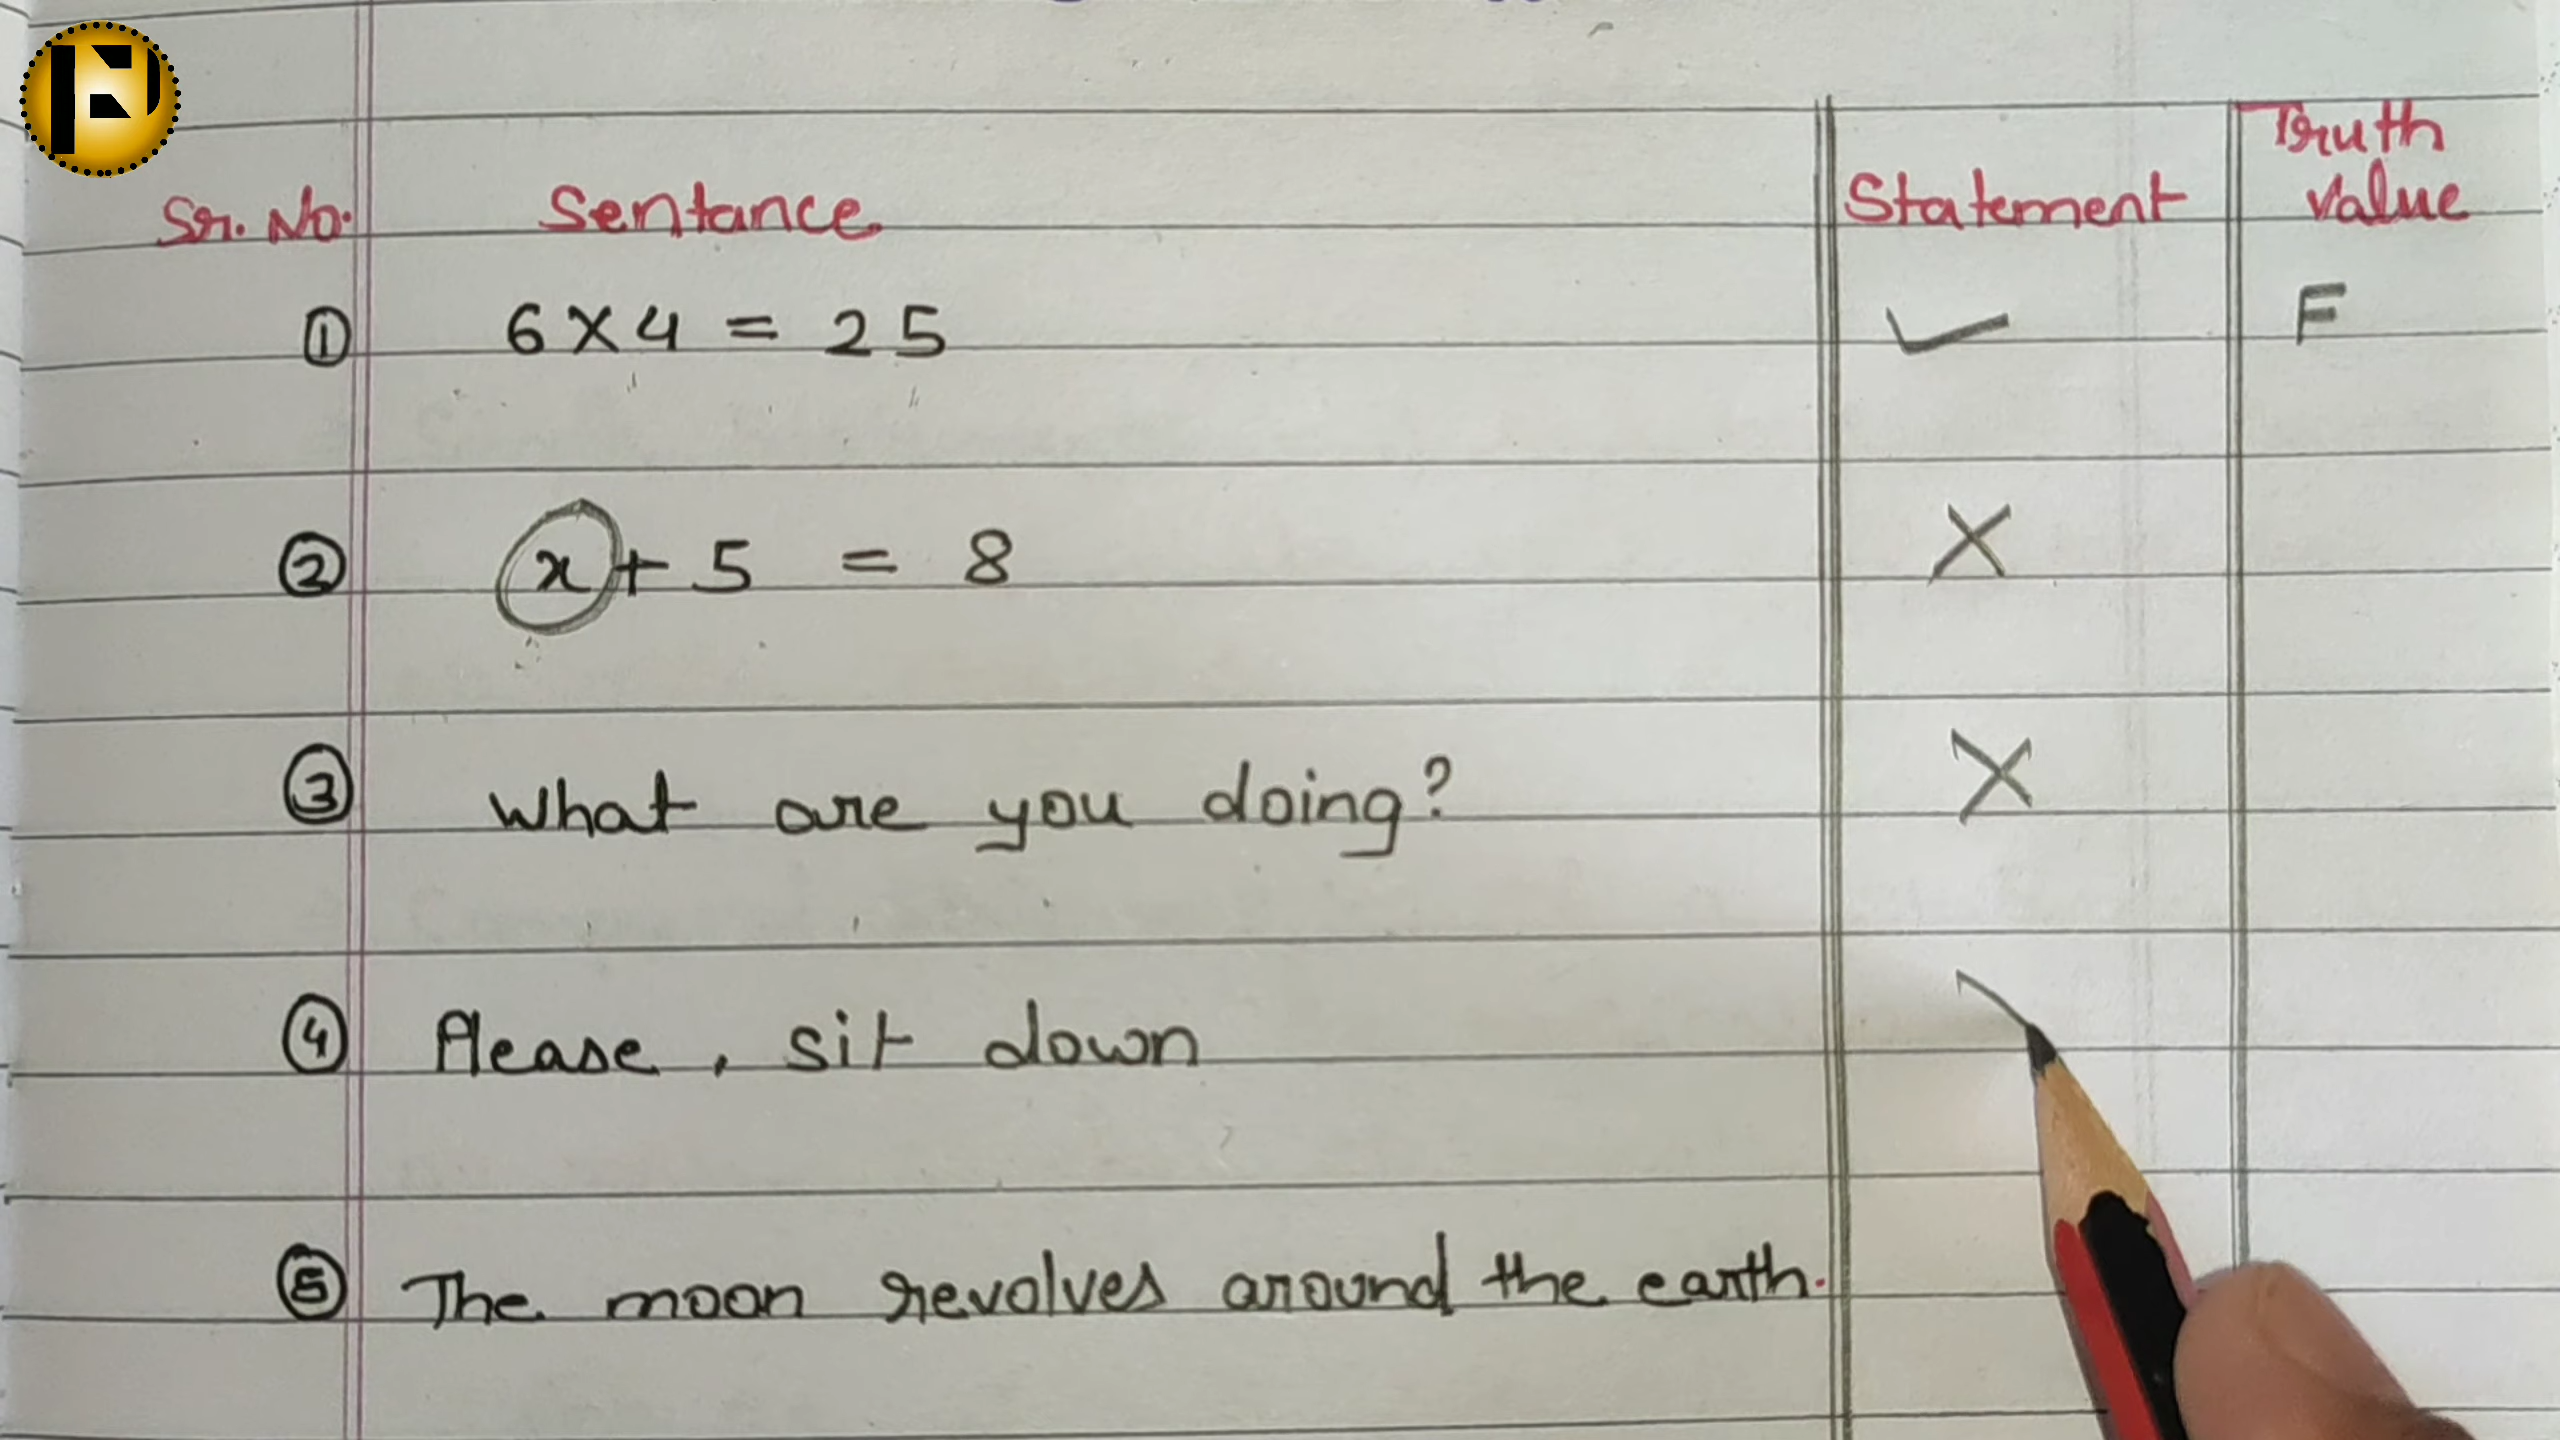 Sr. No. Sentance Statement Truth Value
① 6 × 4 = 25 ✓ F
② x + 5 = 8 ×
③ What are you doing? ×
④ Please, sit down
⑤ The moon revolves around the earth.